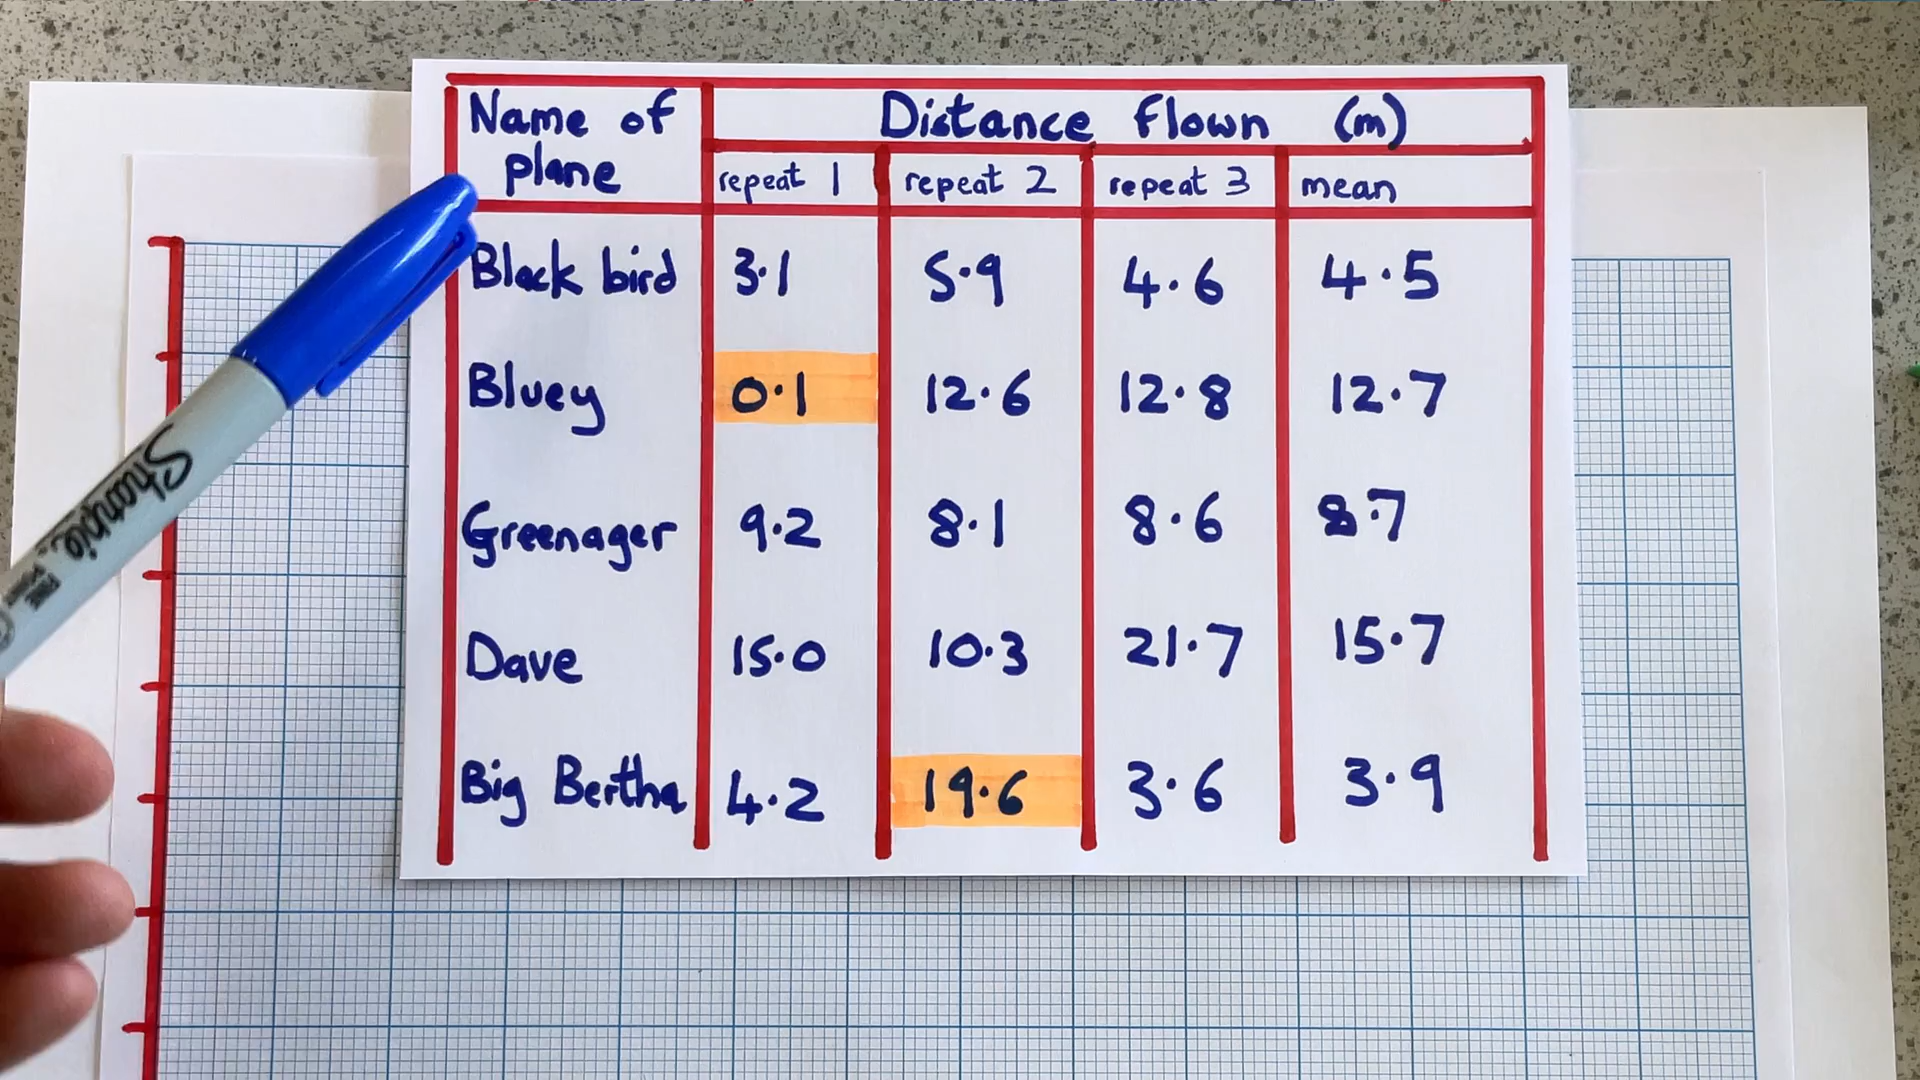 Name of plane
Distance flown (m)
repeat 1 repeat 2 repeat 3 mean
Black bird 3.1 5.9 4.6 4.5
Bluey 0.1 12.6 12.8 12.7
Greenager 9.2 8.1 8.6 8.7
Dave 15.0 10.3 21.7 15.7
Big Bertha 4.2 19.6 3.6 3.9
Sharpie.